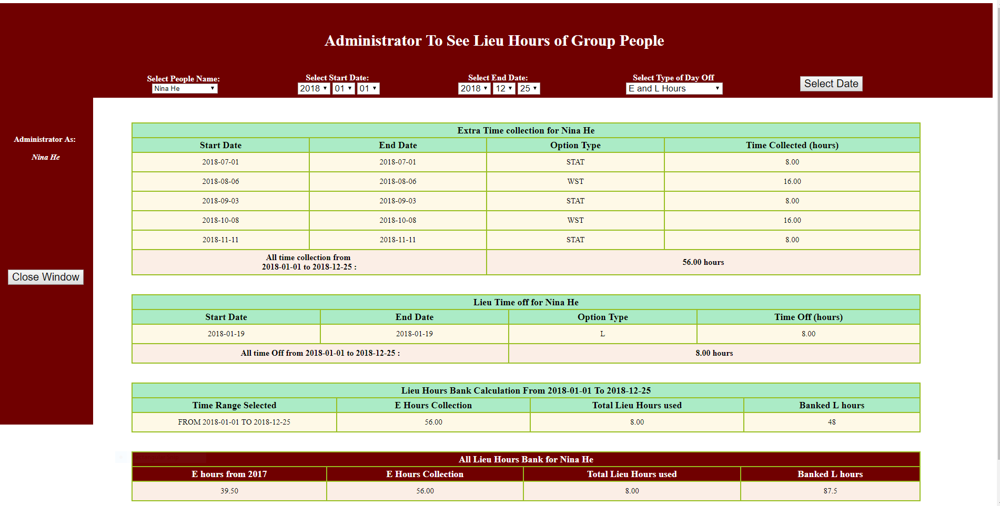 Administrator To See Lieu Hours of Group People
Select People Name:
Nina He
Select Start Date:
2018 01 01
Select End Date:
2018 12 25
Select Type of Day Off
E and L Hours
Select Date
Administrator As:
Nina He
Close Window
Extra Time collection for Nina He
Start Date End Date Option Type Time Collected (hours)
2018-07-01 2018-07-01 STAT 8.00
2018-08-06 2018-08-06 WST 16.00
2018-09-03 2018-09-03 STAT 8.00
2018-10-08 2018-10-08 WST 16.00
2018-11-11 2018-11-11 STAT 8.00
All time collection from
2018-01-01 to 2018-12-25 :
56.00 hours
Lieu Time off for Nina He
Start Date End Date Option Type Time Off (hours)
2018-01-19 2018-01-19 L 8.00
All time Off from 2018-01-01 to 2018-12-25 : 8.00 hours
Lieu Hours Bank Calculation From 2018-01-01 To 2018-12-25
Time Range Selected E Hours Collection Total Lieu Hours used Banked L hours
FROM 2018-01-01 TO 2018-12-25 56.00 8.00 48
All Lieu Hours Bank for Nina He
E hours from 2017 E Hours Collection Total Lieu Hours used Banked L hours
39.50 56.00 8.00 87.5